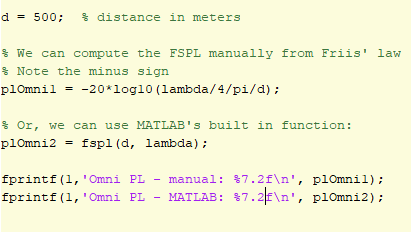 d = 500;  % distance in meters
% We can compute the FSPL manually from Friis' law
% Note the minus sign
plOmni1 = -20*log10(lambda/4/pi/d);
% Or, we can use MATLAB's built in function:
plOmni2 = fspl(d, lambda);
fprintf(1,'Omni PL - manual: %7.2f\n', plOmni1);
fprintf(1,'Omni PL - MATLAB: %7.2f\n', plOmni2);